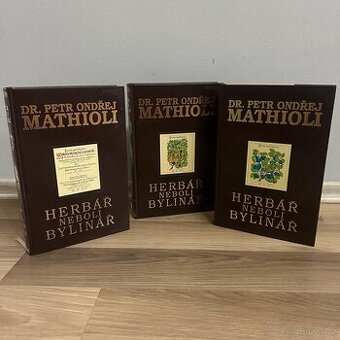 DR. PETR ONDŘEJ
MATHIOLI
HERBÁŘ
NEBOLI
BYLINÁŘ
DR. PETR ONDŘEJ
MATHIOLI
HERBÁŘ
NEBOLI
BYLINÁŘ
DR. PETR ONDŘEJ
MATHIOLI
HERBÁŘ
NEBOLI
BYLINÁŘ